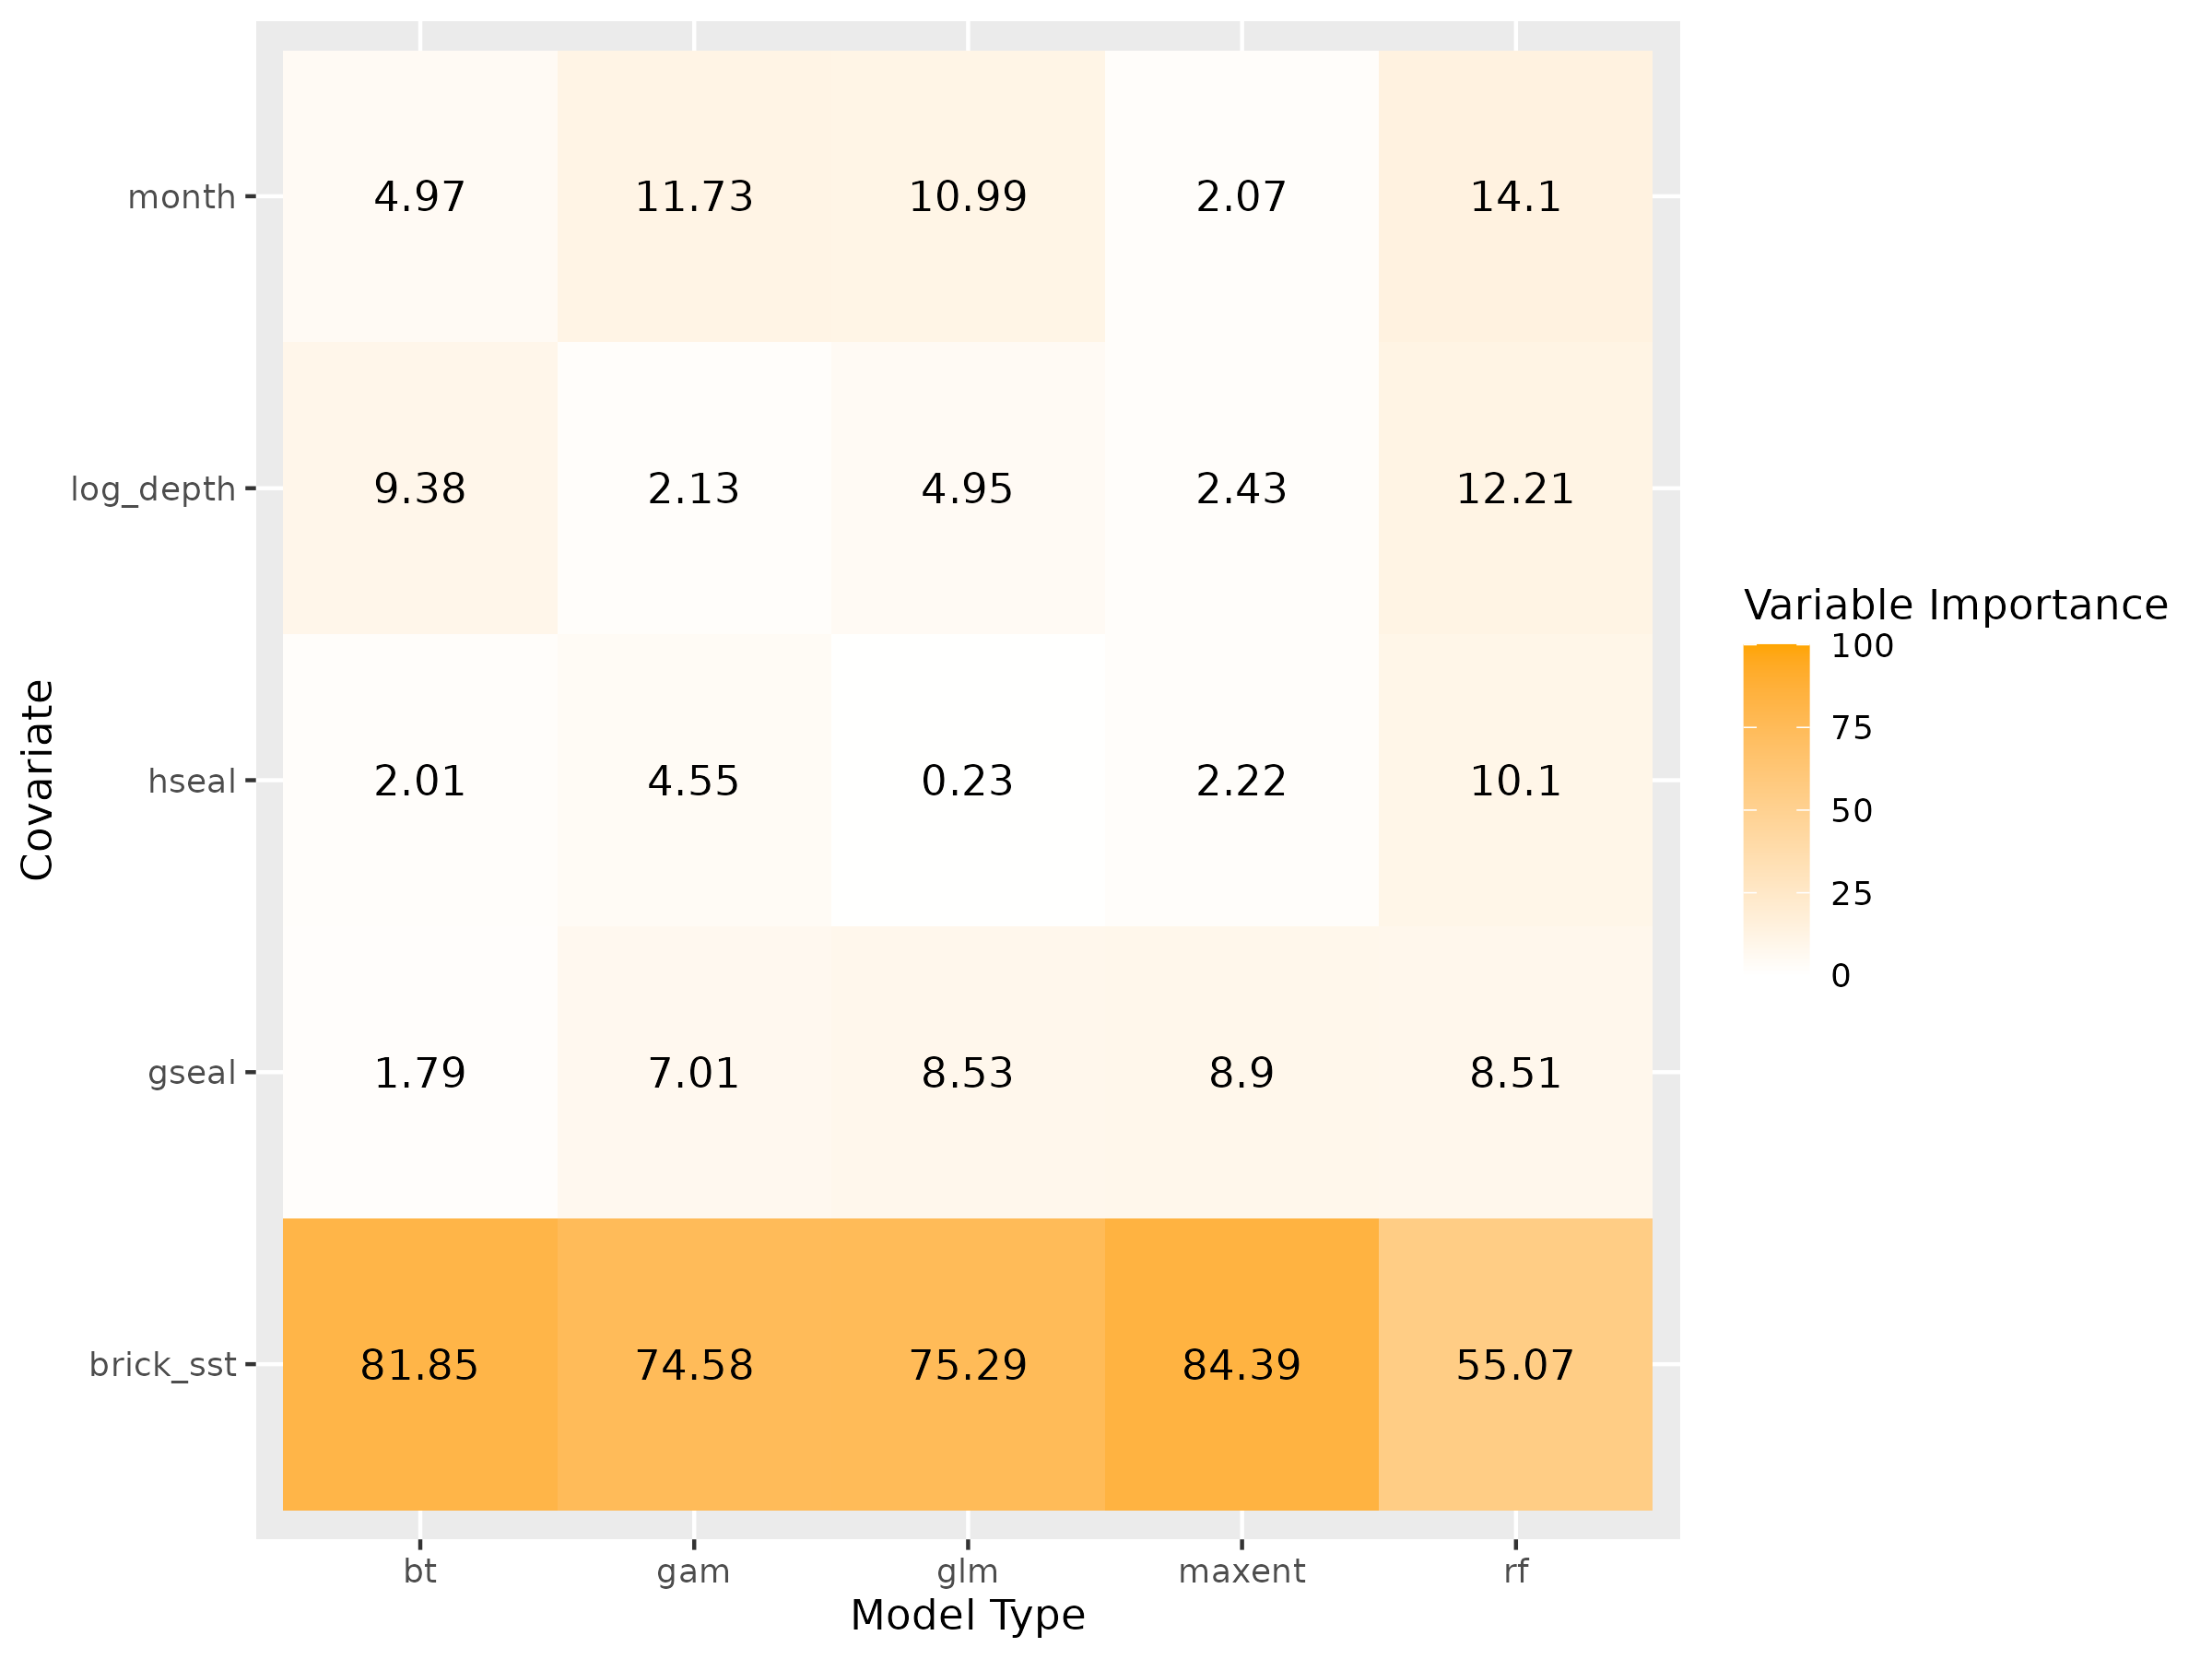 month
4.97 11.73 10.99 2.07 14.1
log_depth
9.38 2.13 4.95 2.43 12.21
hseal
2.01 4.55 0.23 2.22 10.1
gseal
1.79 7.01 8.53 8.9 8.51
brick_sst
81.85 74.58 75.29 84.39 55.07
bt gam glm maxent rf
Model Type
Covariate
Variable Importance
100
75
50
25
0